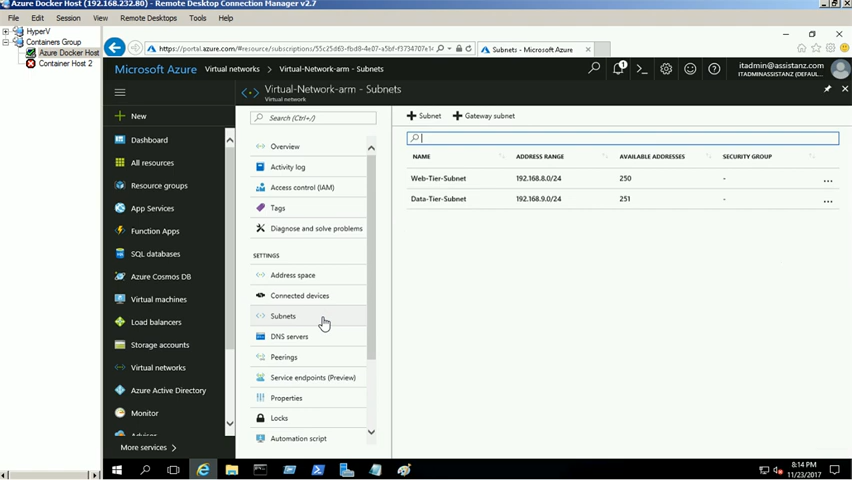 Azure Docker Host (192.168.232.80) - Remote Desktop Connection Manager v2.7
File Edit Session View Remote Desktops Tools Help
HyperV
Containers Group
Azure Docker Host
Container Host 2
Subnets - Microsoft Azure
Microsoft Azure Virtual networks > Virtual-Network-arm - Subnets
1
itadmin@assistanz.com
ITADMINASSISTANZ (DEFAUL...
New
Dashboard
All resources
Resource groups
App Services
Function Apps
SQL databases
Azure Cosmos DB
Virtual machines
Load balancers
Storage accounts
Virtual networks
Azure Active Directory
Monitor
Advisor
More services >
Virtual-Network-arm - Subnets
Virtual network
Search (Ctrl+/)
Overview
Activity log
Access control (IAM)
Tags
Diagnose and solve problems
SETTINGS
Address space
Connected devices
Subnets
DNS servers
Peerings
Service endpoints (Preview)
Properties
Locks
Automation script
+ Subnet + Gateway subnet
NAME ADDRESS RANGE AVAILABLE ADDRESSES SECURITY GROUP
Web-Tier-Subnet 192.168.8.0/24 250 - ...
Data-Tier-Subnet 192.168.9.0/24 251 - ...
8:14 PM
11/23/2017